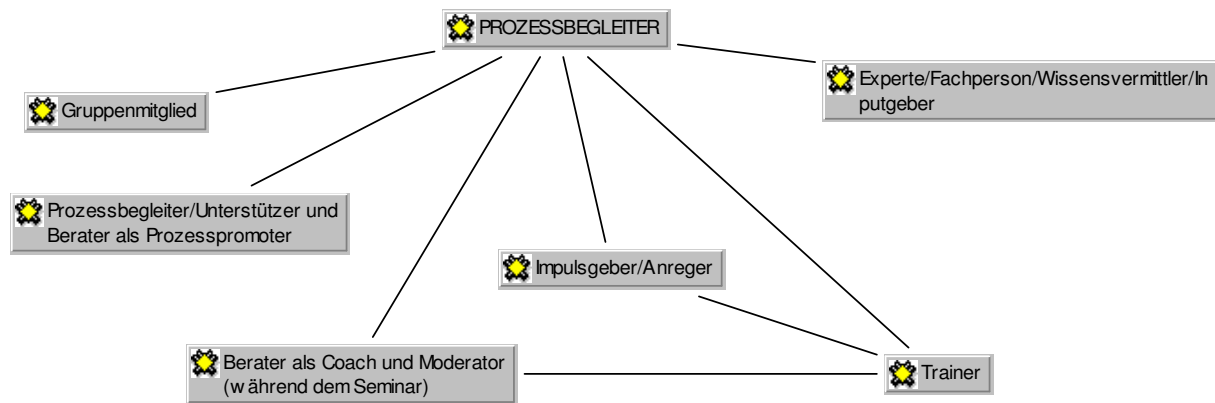 PROZESSBEGLEITER
Experte/Fachperson/Wissensvermittler/In
putgeber
Gruppenmitglied
Prozessbegleiter/Unterstützer und
Berater als Prozesspromoter
Impulsgeber/Anreger
Berater als Coach und Moderator
(während dem Seminar)
Trainer